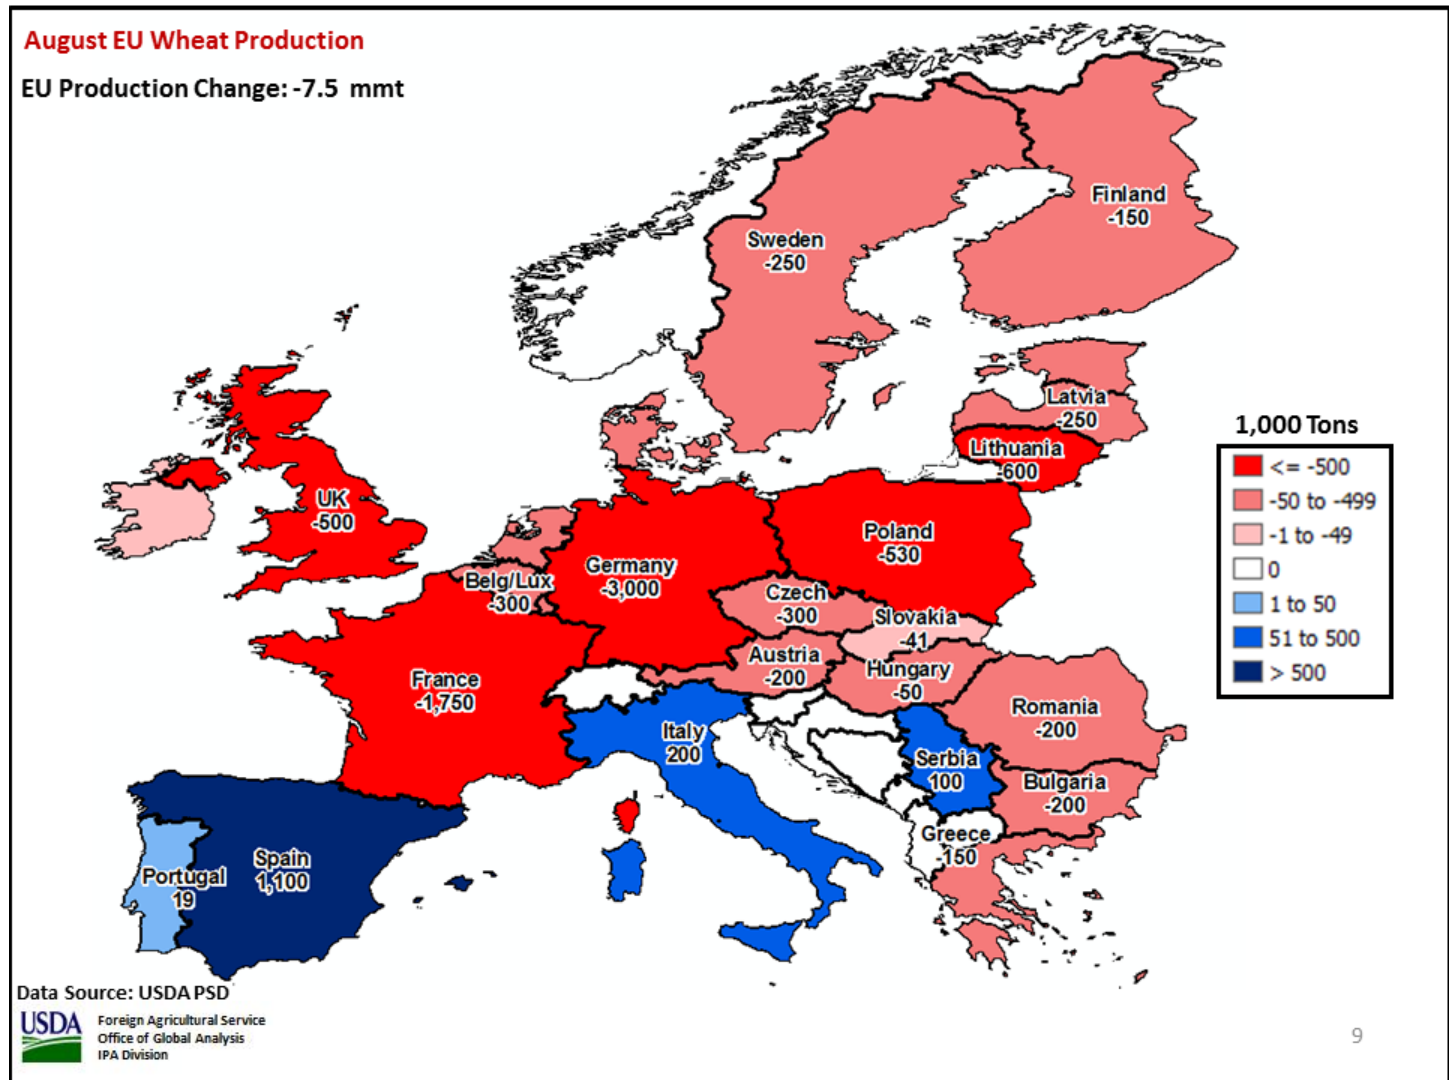 August EU Wheat Production
EU Production Change: -7.5 mmt
Finland
-150
Sweden
-250
Latvia
-250
Lithuania
-600
UK
-500
Poland
-530
Germany
-3,000
Belg/Lux
-300
Czech
-300
Slovakia
-41
Austria
-200
Hungary
-50
France
-1,750
Romania
-200
Italy
200
Serbia
100
Bulgaria
-200
Greece
-150
Spain
1,100
Portugal
19
1,000 Tons
<= -500
-50 to -499
-1 to -49
0
1 to 50
51 to 500
> 500
Data Source: USDA PSD
USDA
Foreign Agricultural Service
Office of Global Analysis
IPA Division
9